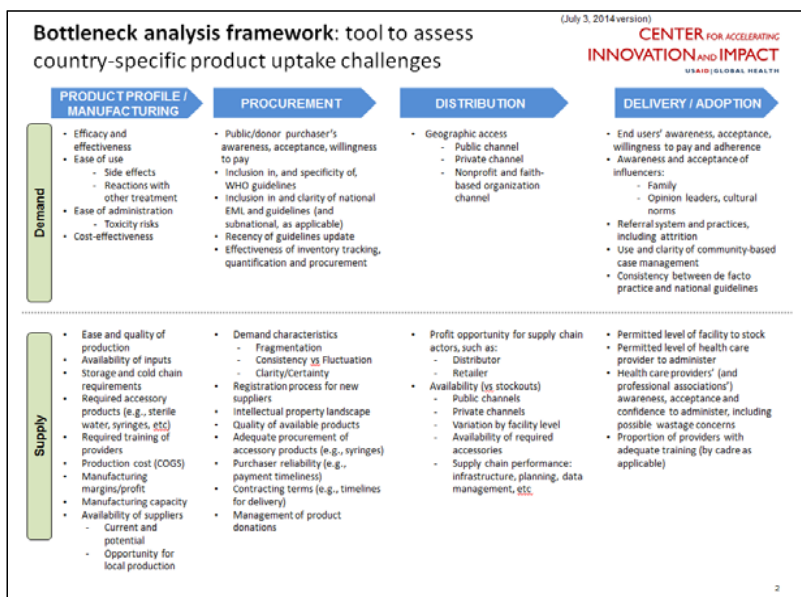 (July 3, 2014 version)
Bottleneck analysis framework: tool to assess
country-specific product uptake challenges
CENTER FOR ACCELERATING
INNOVATION AND IMPACT
USAID | GLOBAL HEALTH
PRODUCT PROFILE /
MANUFACTURING
PROCUREMENT
DISTRIBUTION
DELIVERY / ADOPTION
Demand
• Efficacy and
effectiveness
• Ease of use
- Side effects
- Reactions with
other treatment
• Ease of administration
- Toxicity risks
• Cost-effectiveness
• Public/donor purchaser's
awareness, acceptance, willingness
to pay
• Inclusion in, and specificity of,
WHO guidelines
• Inclusion in and clarity of national
EML and guidelines (and
subnational, as applicable)
• Recency of guidelines update
• Effectiveness of inventory tracking,
quantification and procurement
• Geographic access
- Public channel
- Private channel
- Nonprofit and faith-
based organization
channel
• End users' awareness, acceptance,
willingness to pay and adherence
• Awareness and acceptance of
influencers:
- Family
- Opinion leaders, cultural
norms
• Referral system and practices,
including attrition
• Use and clarity of community-based
case management
• Consistency between de facto
practice and national guidelines
Supply
• Ease and quality of
production
• Availability of inputs
• Storage and cold chain
requirements
• Required accessory
products (e.g., sterile
water, syringes, etc)
• Required training of
providers
• Production cost (COGS)
• Manufacturing
margins/profit
• Manufacturing capacity
• Availability of suppliers
- Current and
potential
- Opportunity for
local production
• Demand characteristics
- Fragmentation
- Consistency vs Fluctuation
- Clarity/Certainty
• Registration process for new
suppliers
• Intellectual property landscape
• Quality of available products
• Adequate procurement of
accessory products (e.g., syringes)
• Purchaser reliability (e.g.,
payment timeliness)
• Contracting terms (e.g., timelines
for delivery)
• Management of product
donations
• Profit opportunity for supply chain
actors, such as:
- Distributor
- Retailer
• Availability (vs stockouts)
- Public channels
- Private channels
- Variation by facility level
- Availability of required
accessories
- Supply chain performance:
infrastructure, planning, data
management, etc
• Permitted level of facility to stock
• Permitted level of health care
provider to administer
• Health care providers' (and
professional associations')
awareness, acceptance and
confidence to administer, including
possible wastage concerns
• Proportion of providers with
adequate training (by cadre as
applicable)
2